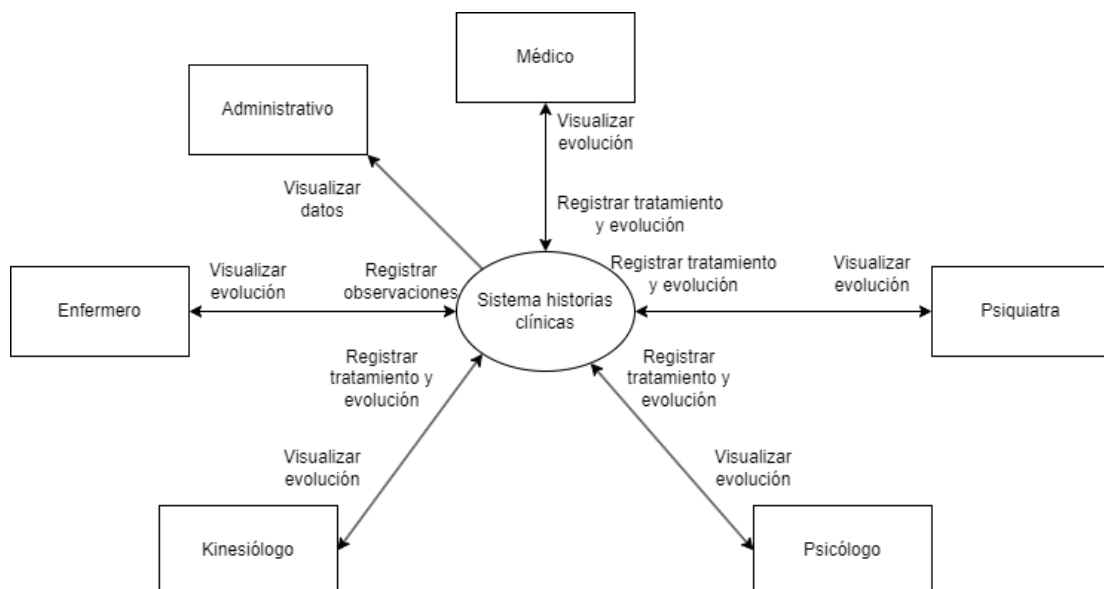 Médico
Administrativo
Visualizar
evolución
Visualizar
datos
Registrar tratamiento
y evolución
Visualizar
evolución
Registrar
observaciones
Registrar tratamiento
y evolución
Visualizar
evolución
Enfermero
Sistema historias
clínicas
Psiquiatra
Registrar
tratamiento y
evolución
Registrar
tratamiento y
evolución
Visualizar
evolución
Visualizar
evolución
Kinesiólogo
Psicólogo